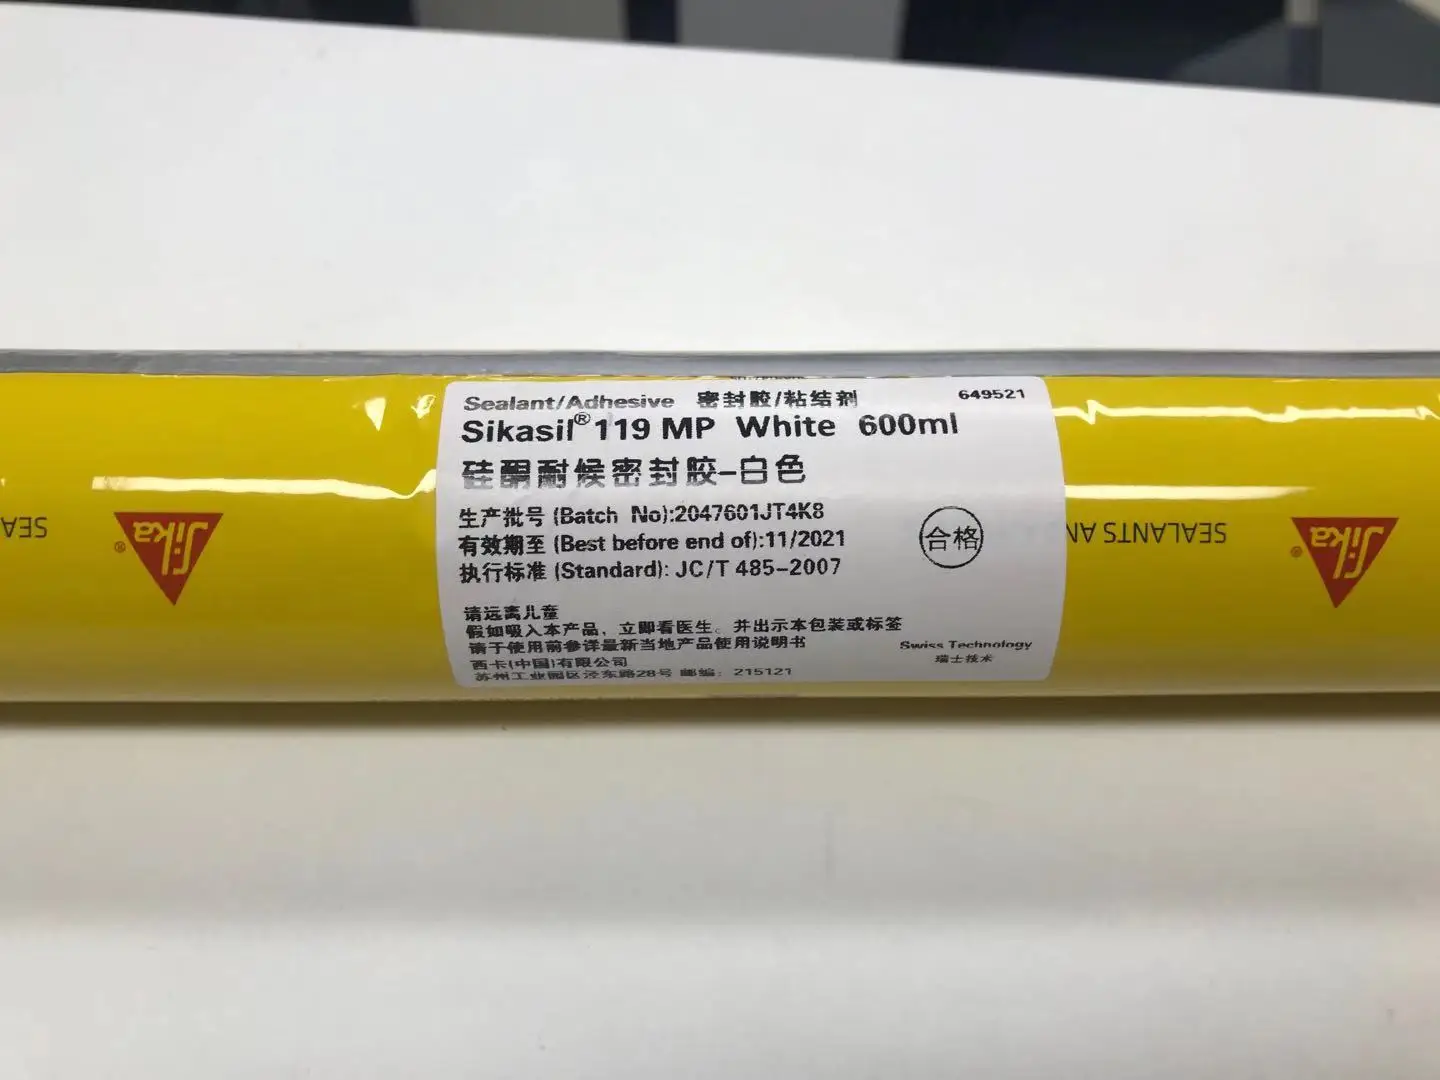 Sealant/Adhesive 密封胶/粘结剂 649521
Sikasil® 119 MP White 600ml
硅酮耐候密封胶-白色
生产批号 (Batch No):2047601JT4K8
有效期至 (Best before end of):11/2021
执行标准 (Standard): JC/T 485-2007
合格
请远离儿童
假如吸入本产品，立即看医生。并出示本包装或标签
请于使用前参详最新当地产品使用说明书
西卡(中国)有限公司
苏州工业园区泾东路28号 邮编: 215121
Swiss Technology
瑞士技术
SEA
Sika®
SEALANTS AN
Sika®